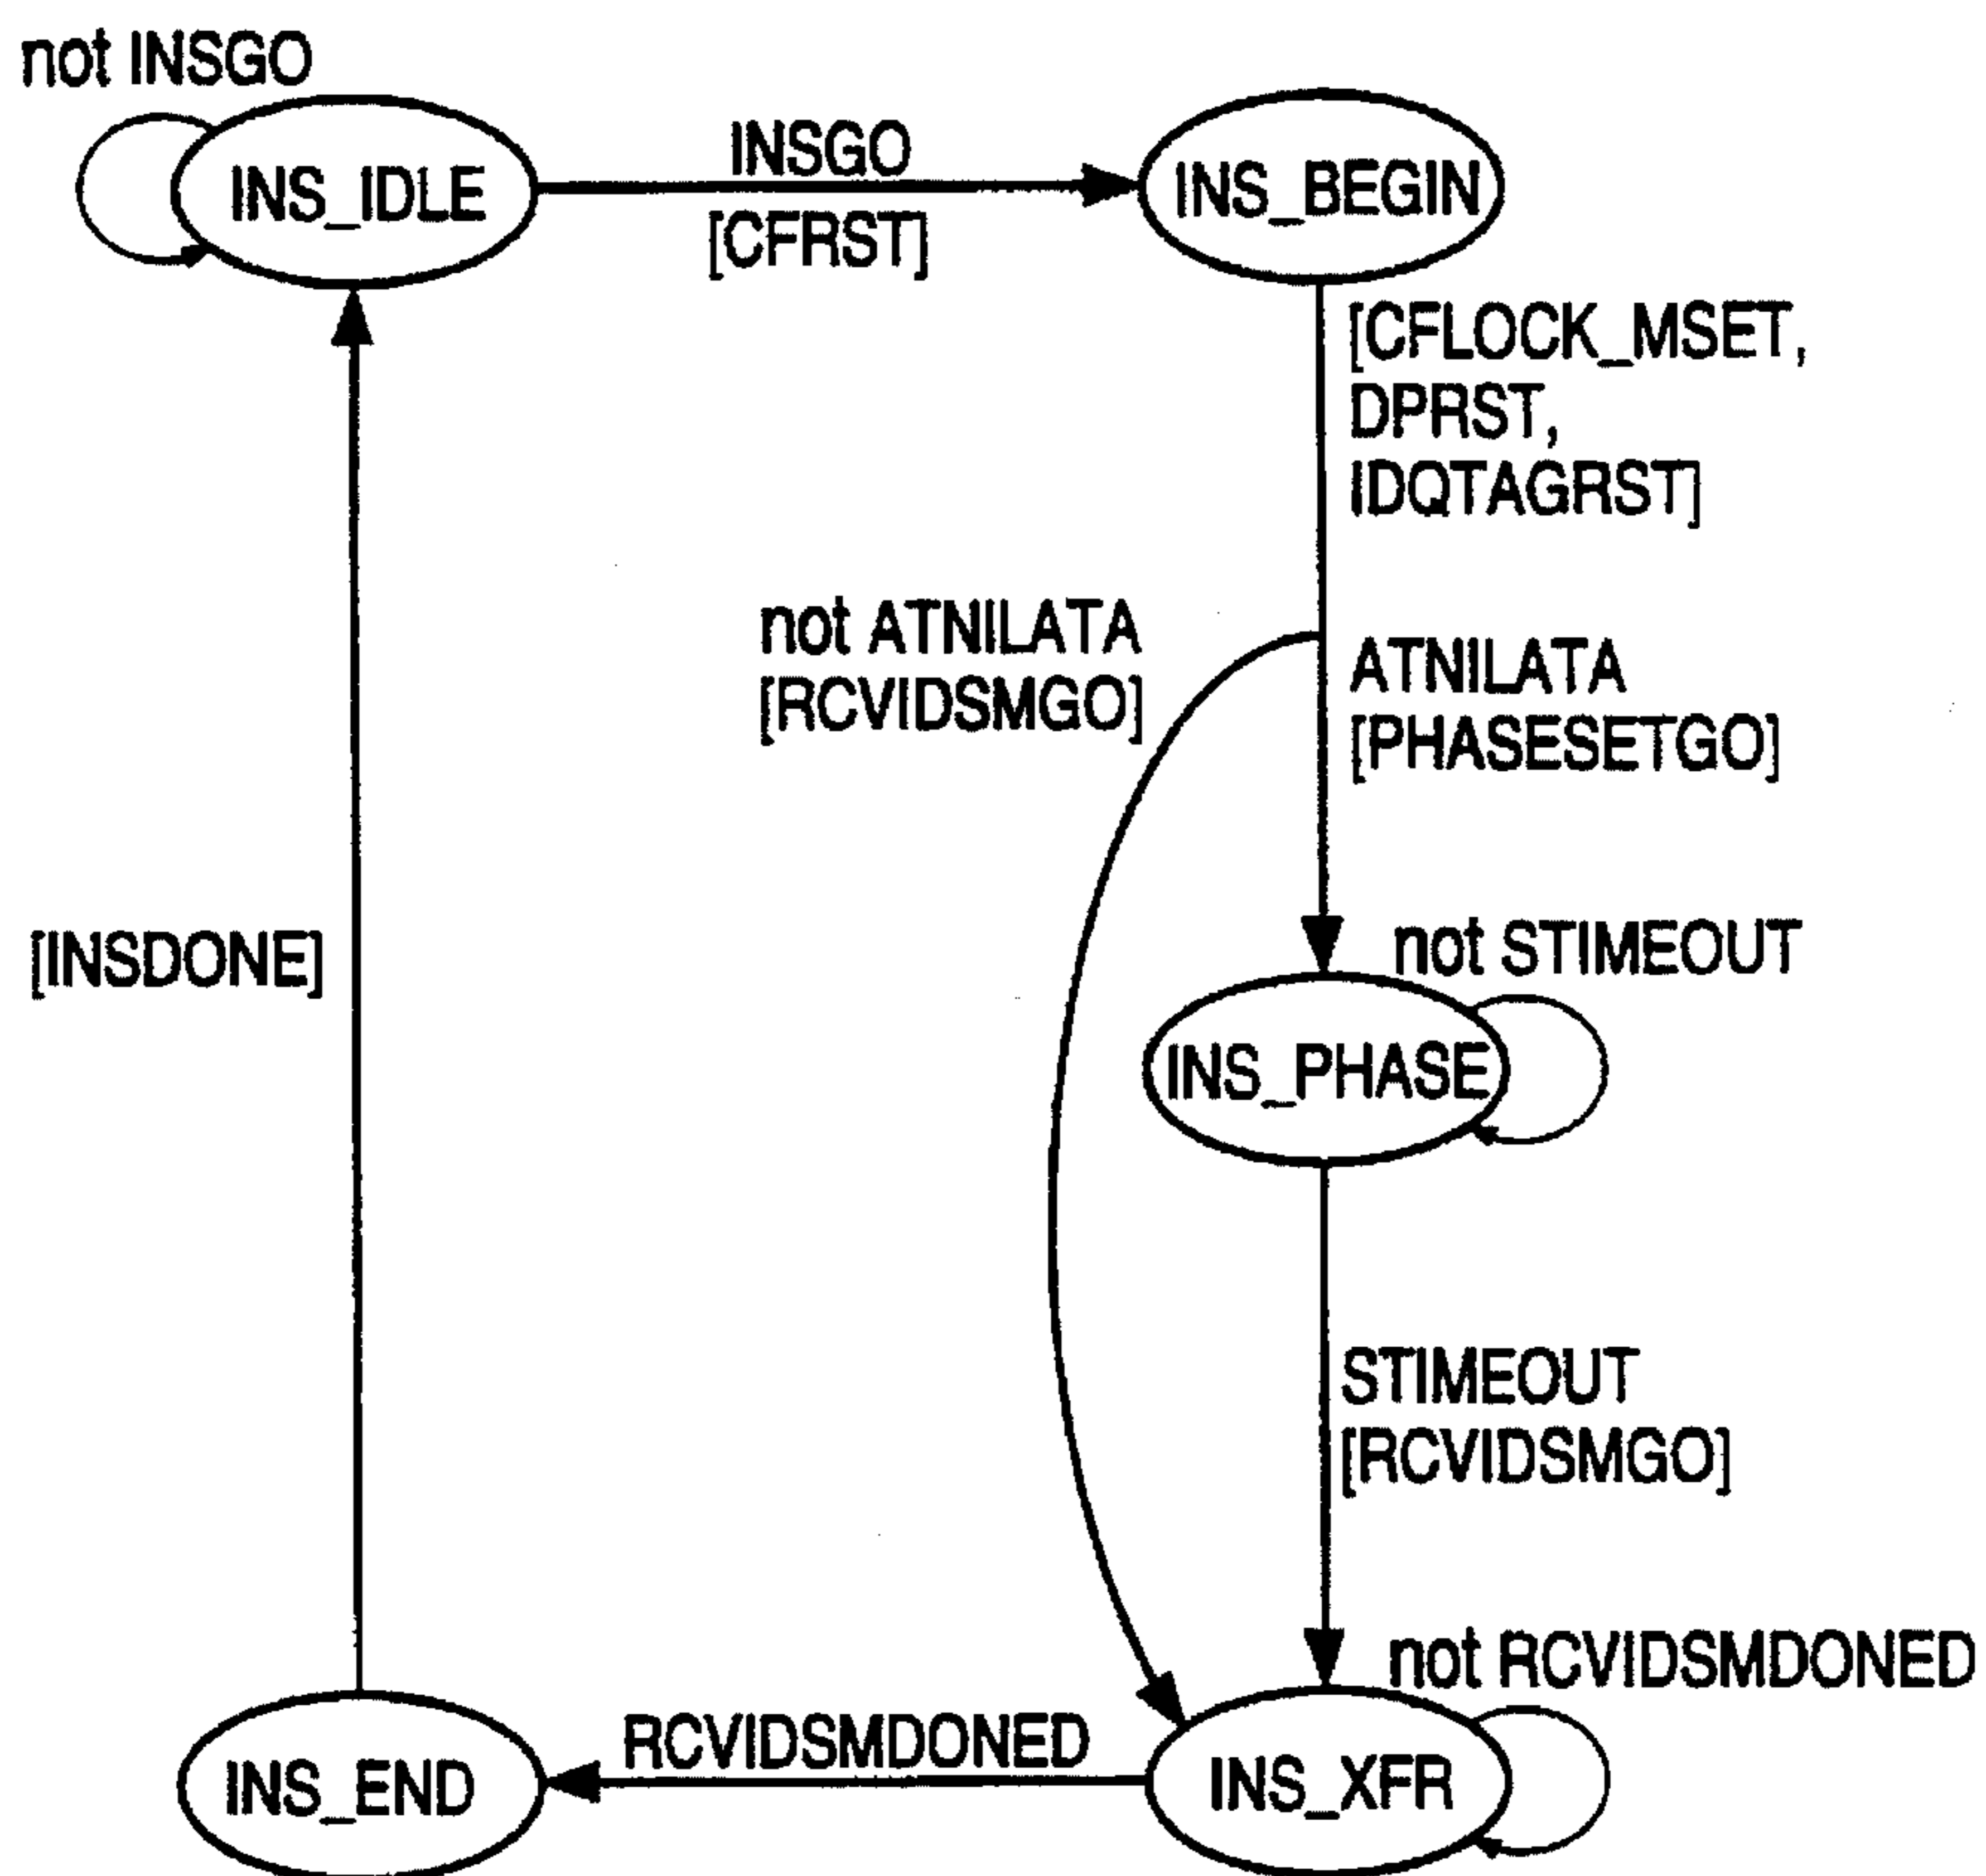 not INSGO
INS_IDLE
INSGO
[CFRST]
INS_BEGIN
[CFLOCK_MSET,
DPRST,
IDQTAGRST]
not ATNILATA
[RCVIDSMGO]
ATNILATA
[PHASESETGO]
[INSDONE]
not STIMEOUT
INS_PHASE
STIMEOUT
[RCVIDSMGO]
not RCVIDSMDONED
INS_END
RCVIDSMDONED
INS_XFR